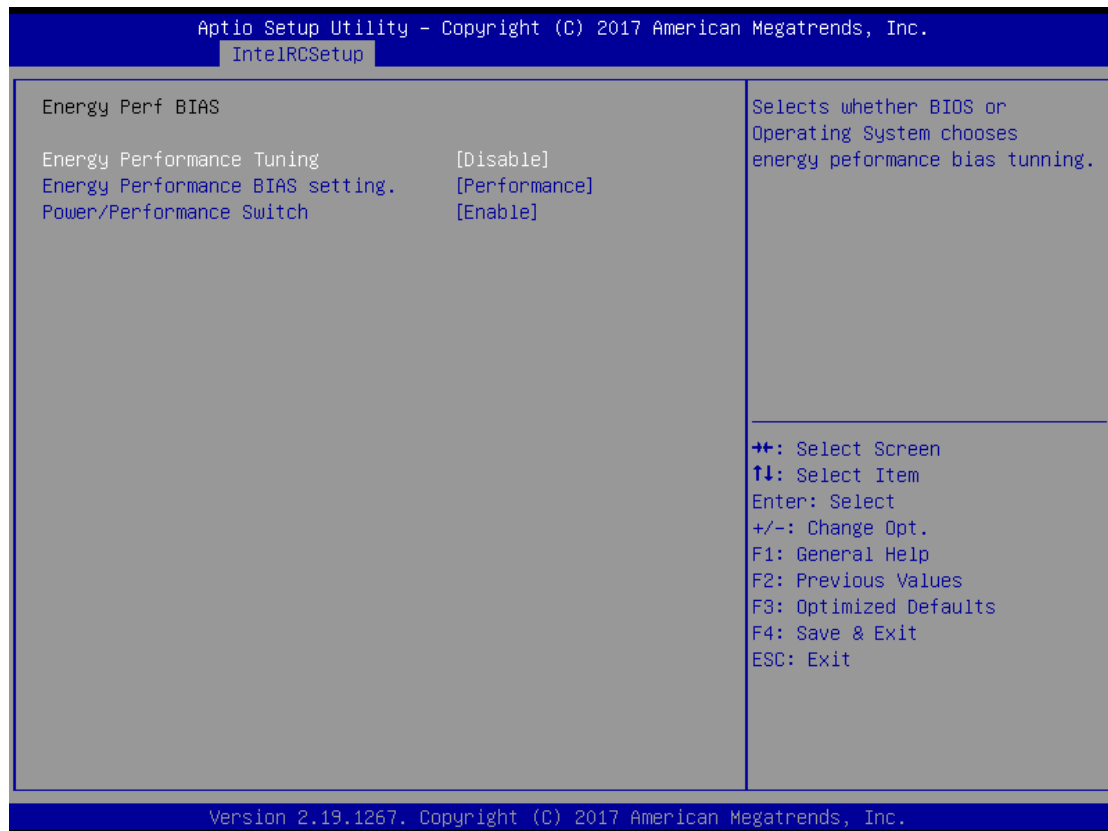 Aptio Setup Utility – Copyright (C) 2017 American Megatrends, Inc.
IntelRCSetup
Energy Perf BIAS
Energy Performance Tuning [Disable]
Energy Performance BIAS setting. [Performance]
Power/Performance Switch [Enable]
Selects whether BIOS or
Operating System chooses
energy peformance bias tunning.
→←: Select Screen
↑↓: Select Item
Enter: Select
+/-: Change Opt.
F1: General Help
F2: Previous Values
F3: Optimized Defaults
F4: Save & Exit
ESC: Exit
Version 2.19.1267. Copyright (C) 2017 American Megatrends, Inc.